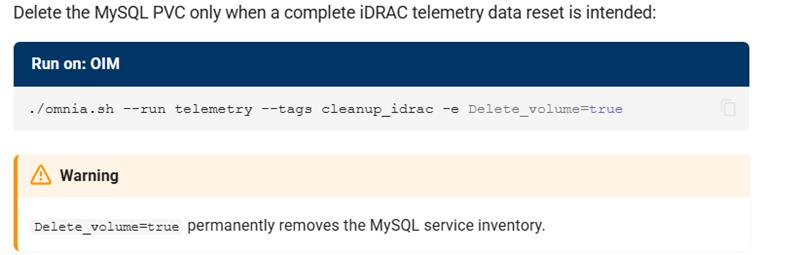 Delete the MySQL PVC only when a complete iDRAC telemetry data reset is intended:
Run on: OIM
./omnia.sh --run telemetry --tags cleanup_idrac -e Delete_volume=true
Warning
Delete_volume=true permanently removes the MySQL service inventory.